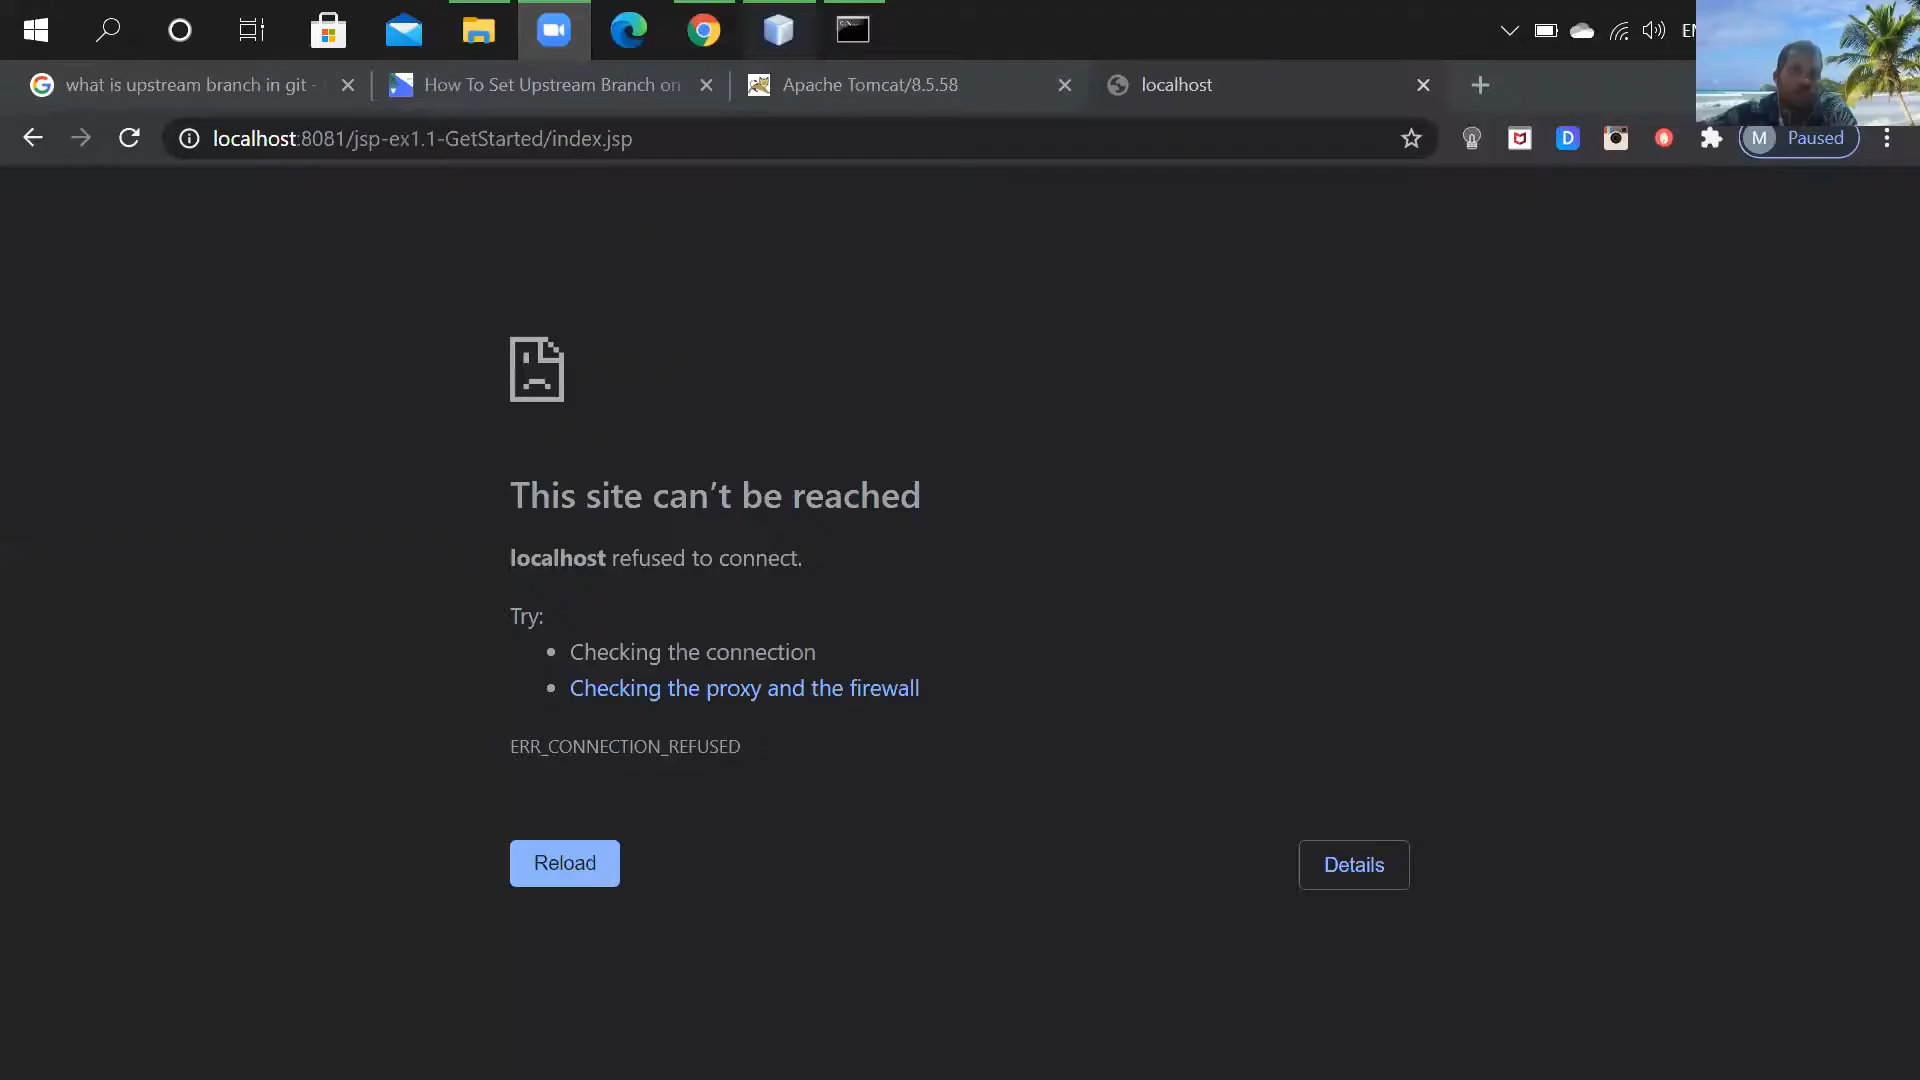 EN
what is upstream branch in git -
How To Set Upstream Branch on
Apache Tomcat/8.5.58
localhost
localhost:8081/jsp-ex1.1-GetStarted/index.jsp
D
M Paused
This site can’t be reached
localhost refused to connect.
Try:
Checking the connection
Checking the proxy and the firewall
ERR_CONNECTION_REFUSED
Reload
Details